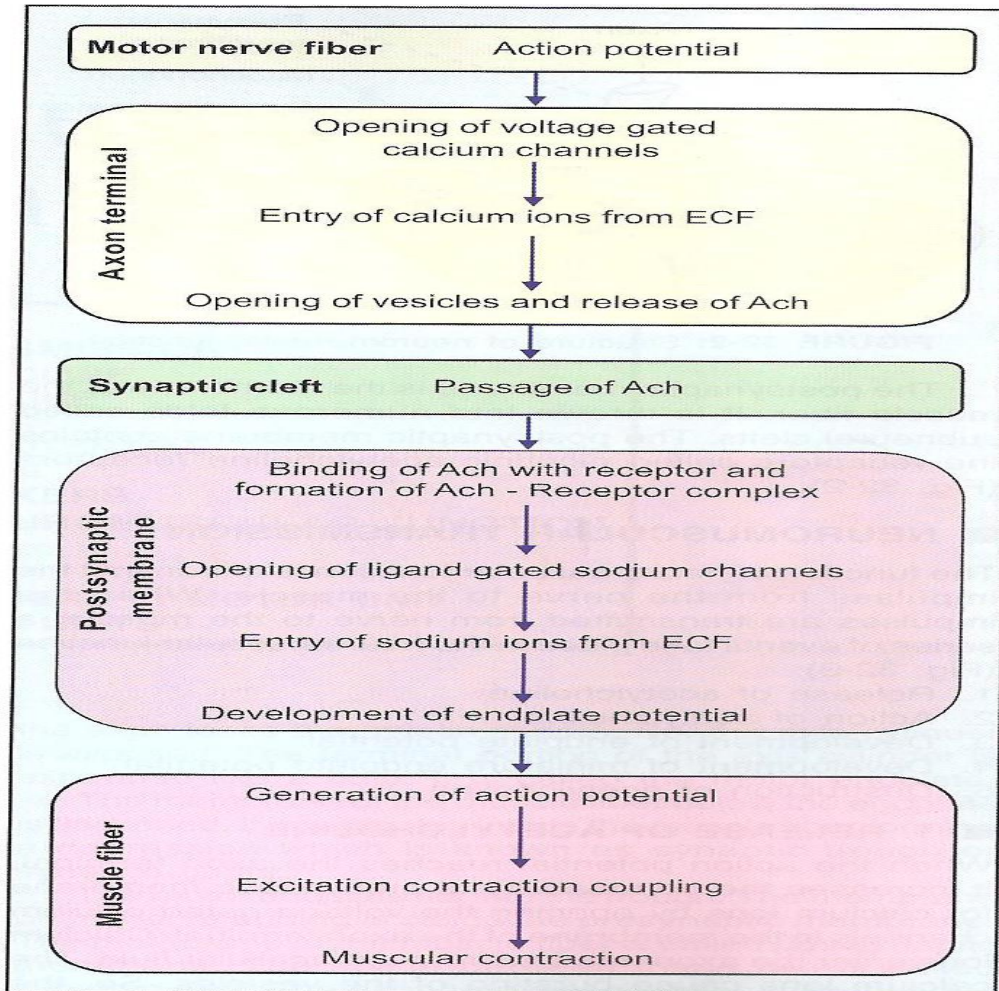 Motor nerve fiber Action potential
Axon terminal
Opening of voltage gated
calcium channels
Entry of calcium ions from ECF
Opening of vesicles and release of Ach
Synaptic cleft Passage of Ach
Postsynaptic
membrane
Binding of Ach with receptor and
formation of Ach - Receptor complex
Opening of ligand gated sodium channels
Entry of sodium ions from ECF
Development of endplate potential
Muscle fiber
Generation of action potential
Excitation contraction coupling
Muscular contraction